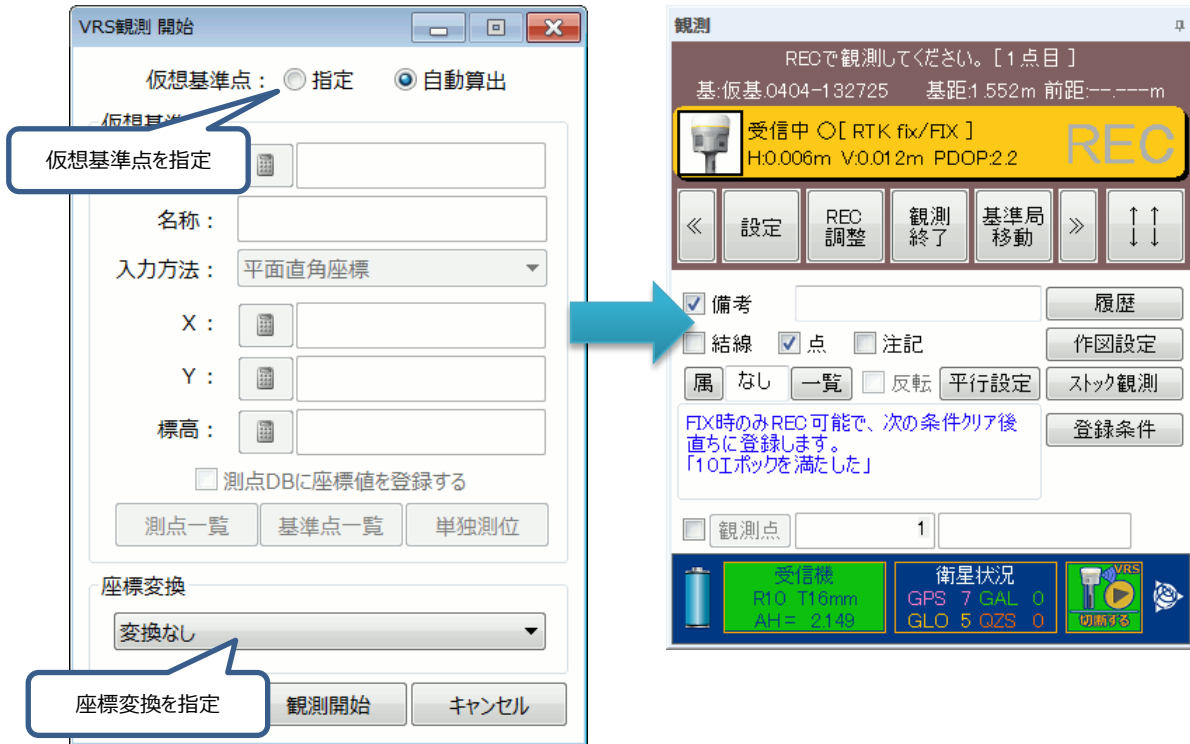 VRS観測 開始
仮想基準点： 指定 自動算出
仮想基準点を指定
名称：
入力方法： 平面直角座標
X：
Y：
標高：
測点DBに座標値を登録する
測点一覧 基準点一覧 単独測位
座標変換
変換なし
座標変換を指定
観測開始 キャンセル
観測
RECで観測してください。[1点目]
基:仮基.0404-132725 基距:1.552m 前距:--.---m
受信中 ○[ RTK fix/FIX ]
H:0.006m V:0.012m PDOP:2.2
REC
≪ 設定 REC調整 観測終了 基準局移動 ≫ ↑↑↓↓
備考 履歴
結線 点 注記 作図設定
属 なし 一覧 反転 平行設定 ストック観測
FIX時のみREC可能で、次の条件クリア後
直ちに登録します。
「10エポックを満たした」
登録条件
観測点 1
受信機
R10 T16mm
AH= 2.149
衛星状況
GPS 7 GAL 0
GLO 5 QZS 0
VRS
切断する